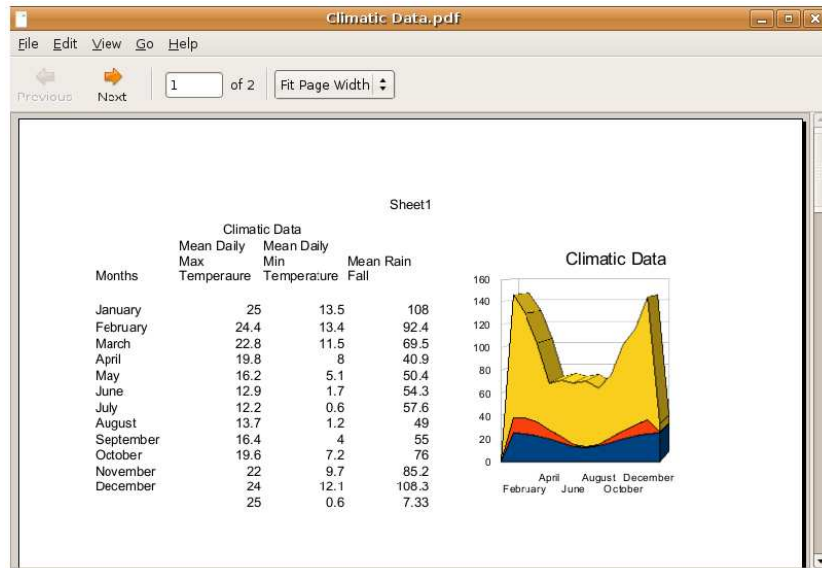 Climatic Data.pdf
File Edit View Go Help
Previous Next 1 of 2 Fit Page Width
Sheet1
Climatic Data
Mean Daily Mean Daily
Max Min Mean Rain
Months Temperaure Temperature Fall
January 25 13.5 108
February 24.4 13.4 92.4
March 22.8 11.5 69.5
April 19.8 8 40.9
May 16.2 5.1 50.4
June 12.9 1.7 54.3
July 12.2 0.6 57.6
August 13.7 1.2 49
September 16.4 4 55
October 19.6 7.2 76
November 22 9.7 85.2
December 24 12.1 108.3
25 0.6 7.33
Climatic Data
160
140
120
100
80
60
40
20
0
April August December
February June October